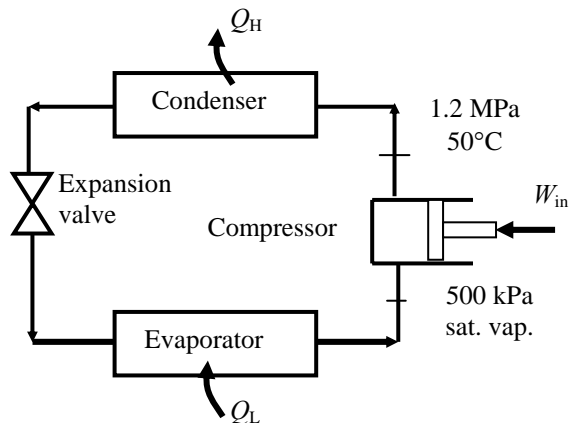 Q_H
Condenser
1.2 MPa
50°C
Expansion
valve
Compressor
W_in
500 kPa
sat. vap.
Evaporator
Q_L